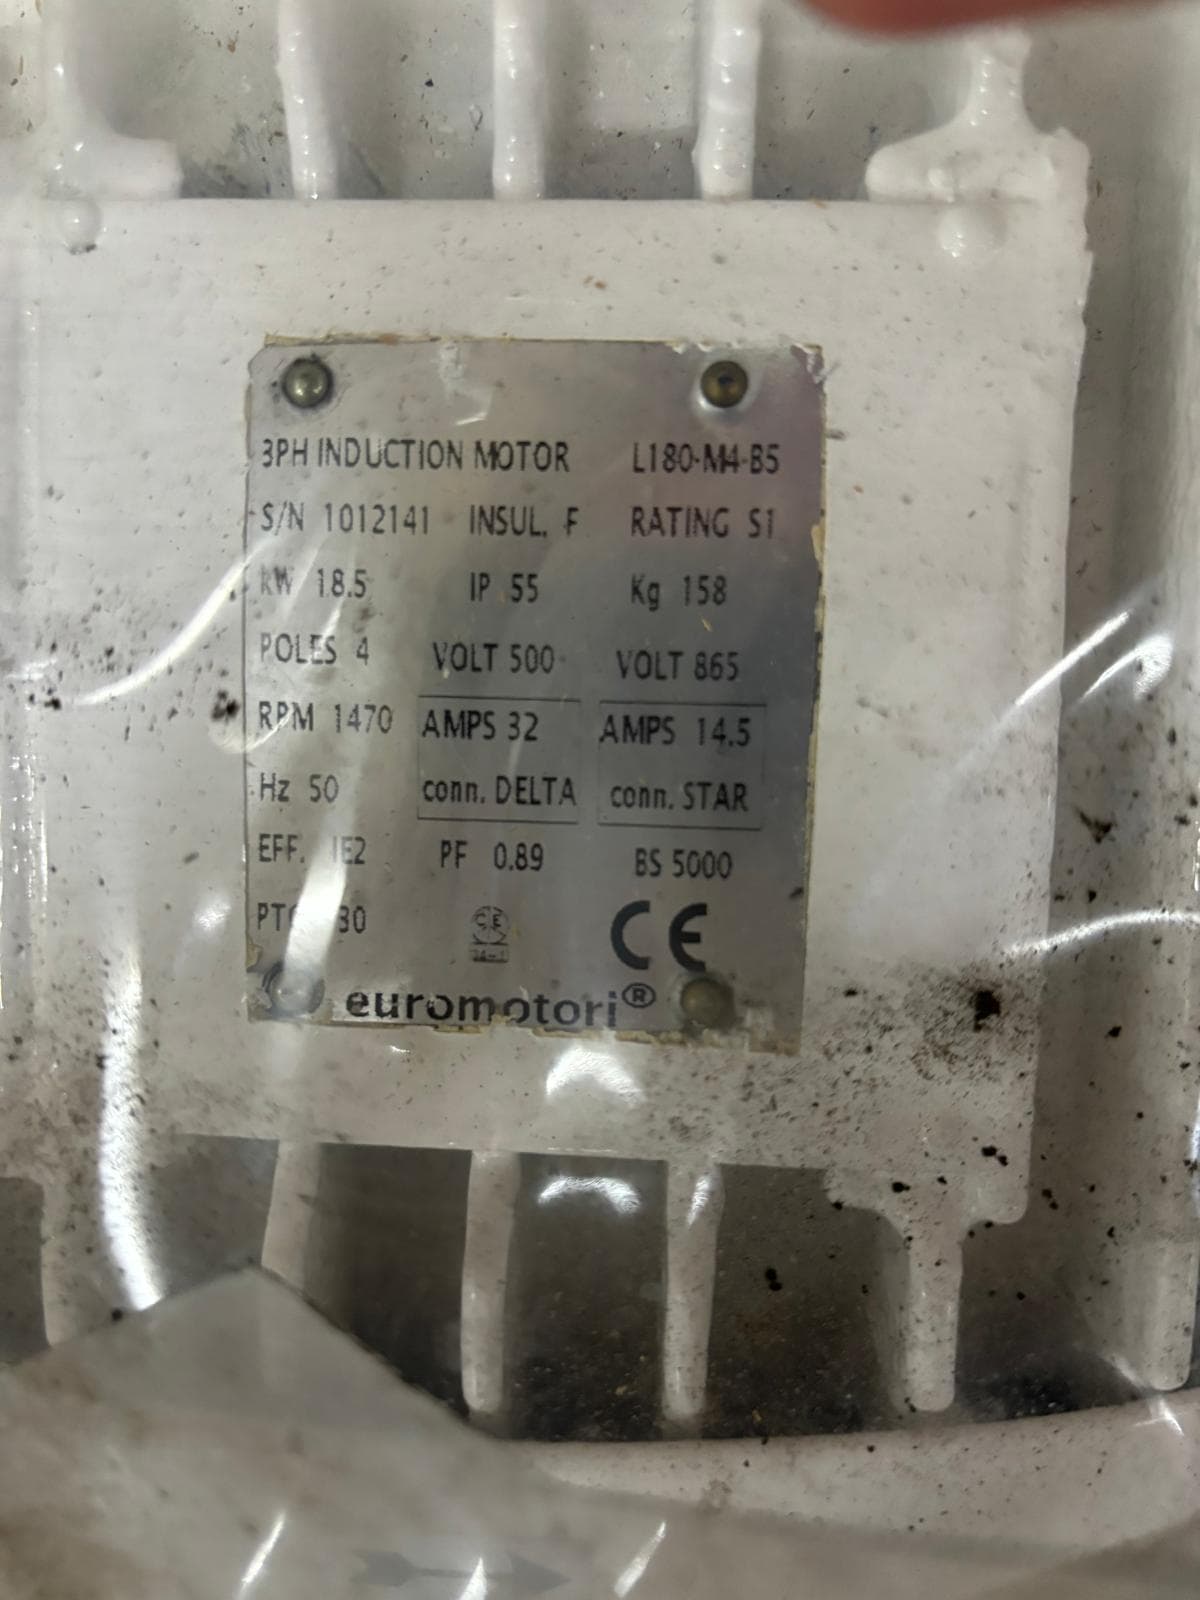 3PH INDUCTION MOTOR L180-M4-B5
S/N 1012141 INSUL. F RATING S1
KW 18.5 IP 55 Kg 158
POLES 4 VOLT 500 VOLT 865
RPM 1470 AMPS 32 AMPS 14.5
Hz 50 conn. DELTA conn. STAR
EFF. IE2 PF 0.89 BS 5000
CE
euromotori®